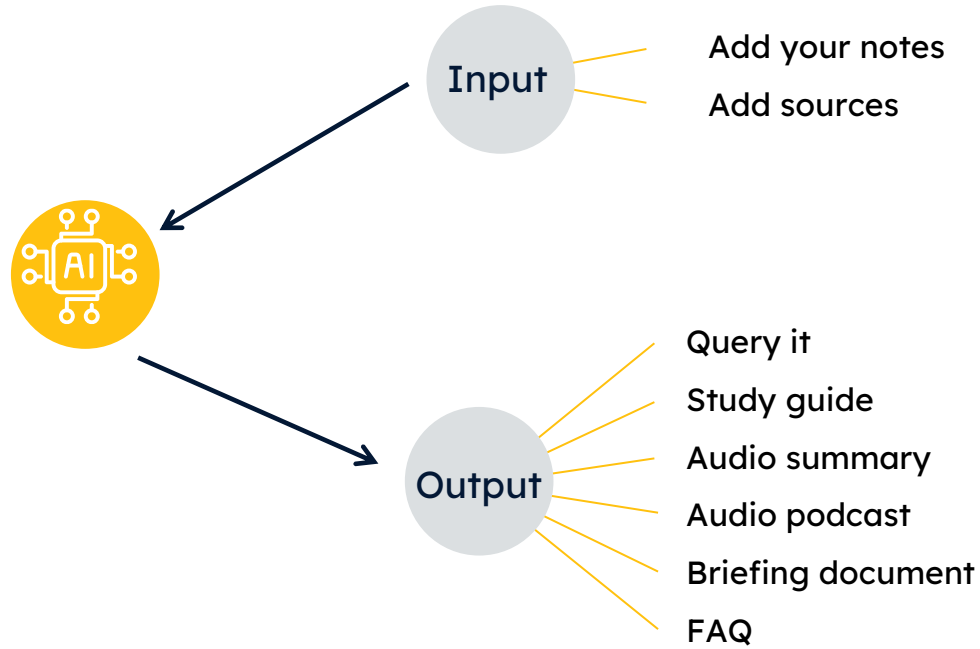 Input
Add your notes
Add sources
AI
Output
Query it
Study guide
Audio summary
Audio podcast
Briefing document
FAQ